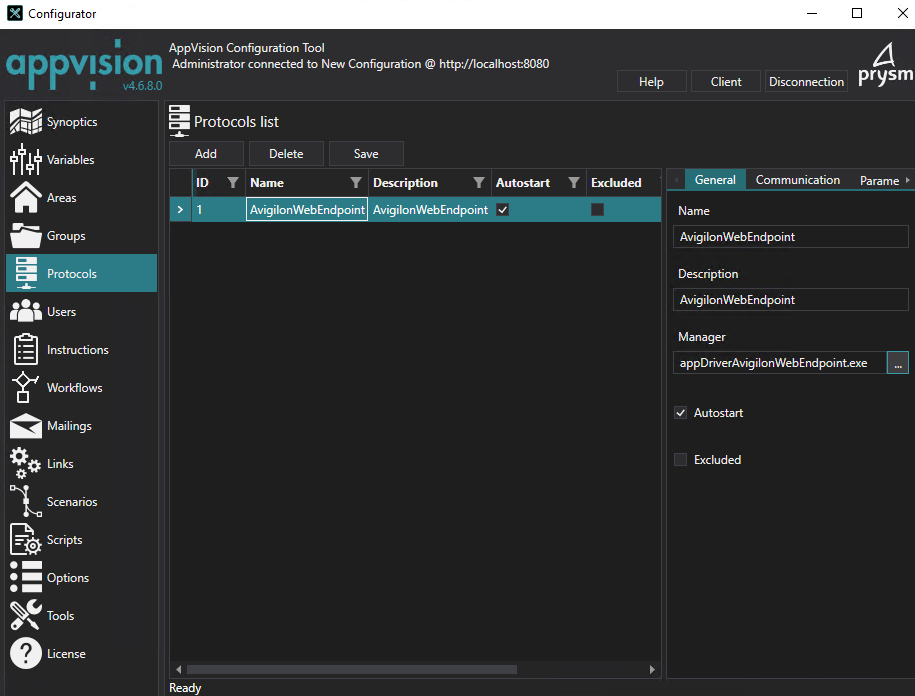 Configurator
appvision
v4.6.8.0
AppVision Configuration Tool
Administrator connected to New Configuration @ http://localhost:8080
Help
Client
Disconnection
prysm
Synoptics
Variables
Areas
Groups
Protocols
Users
Instructions
Workflows
Mailings
Links
Scenarios
Scripts
Options
Tools
License
Protocols list
Add
Delete
Save
ID
Name
Description
Autostart
Excluded
1
AvigilonWebEndpoint
AvigilonWebEndpoint
General
Communication
Parame
Name
AvigilonWebEndpoint
Description
AvigilonWebEndpoint
Manager
appDriverAvigilonWebEndpoint.exe
...
Autostart
Excluded
Ready